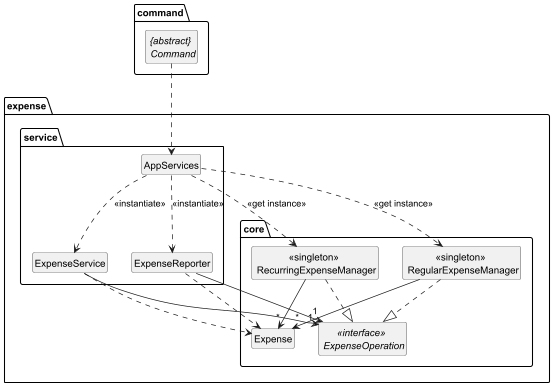 command
{abstract}
Command
expense
service
AppServices
«instantiate»
«instantiate»
«get instance»
«get instance»
core
ExpenseService
ExpenseReporter
«singleton»
RecurringExpenseManager
«singleton»
RegularExpenseManager
*
*
1
1
Expense
«interface»
ExpenseOperation